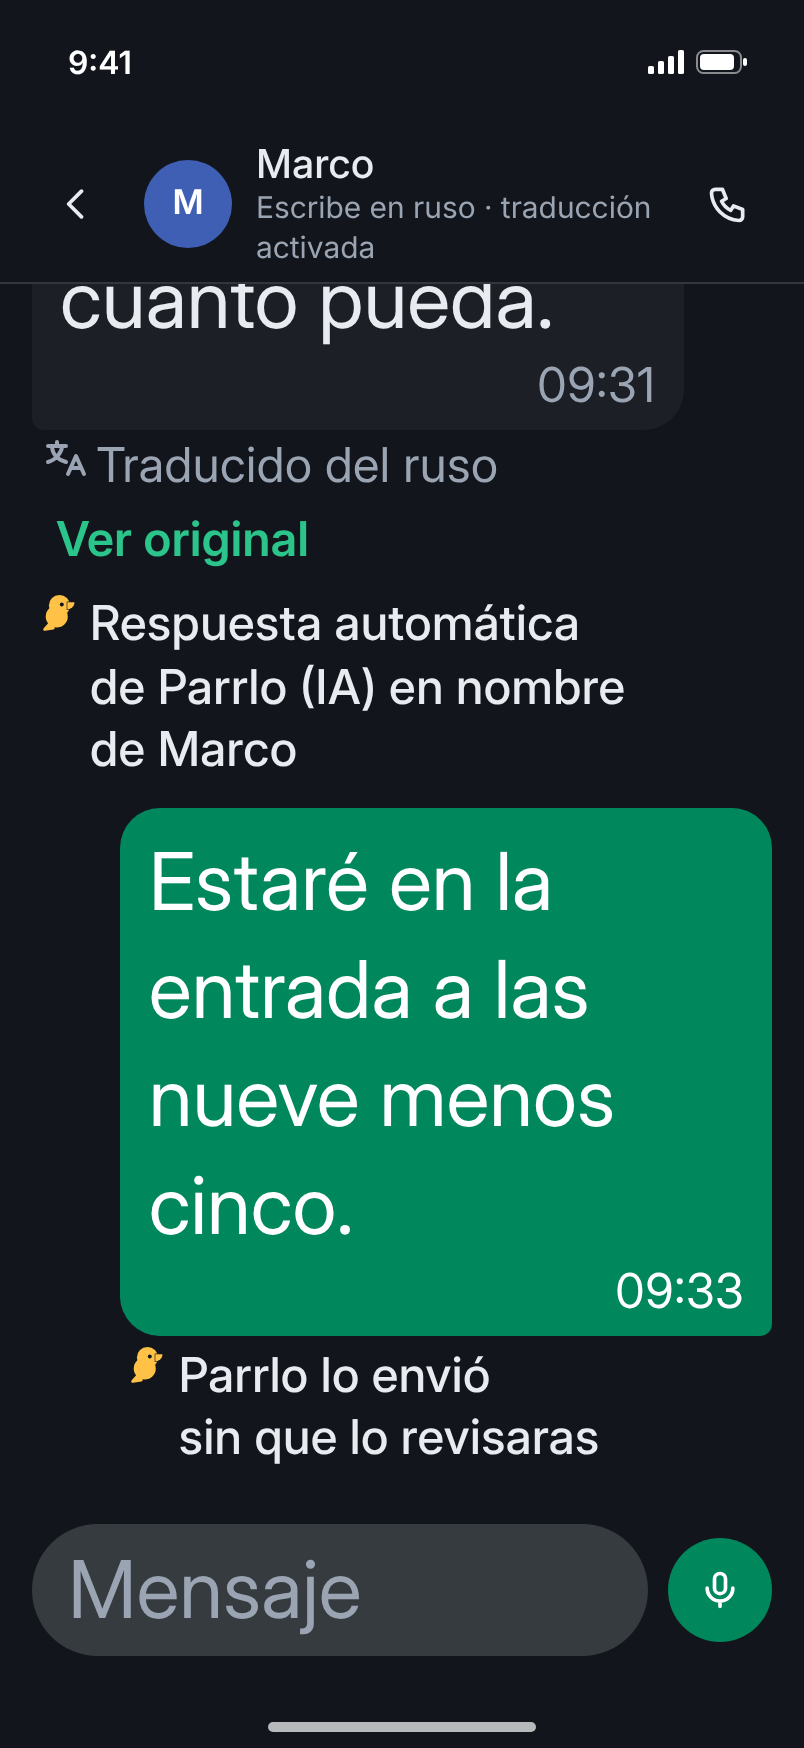 9:41
M
Marco
Escribe en ruso · traducción
activada
cuanto pueda.
09:31
Traducido del ruso
Ver original
Respuesta automática
de Parrlo (IA) en nombre
de Marco
Estaré en la
entrada a las
nueve menos
cinco.
09:33
Parrlo lo envió
sin que lo revisaras
Mensaje